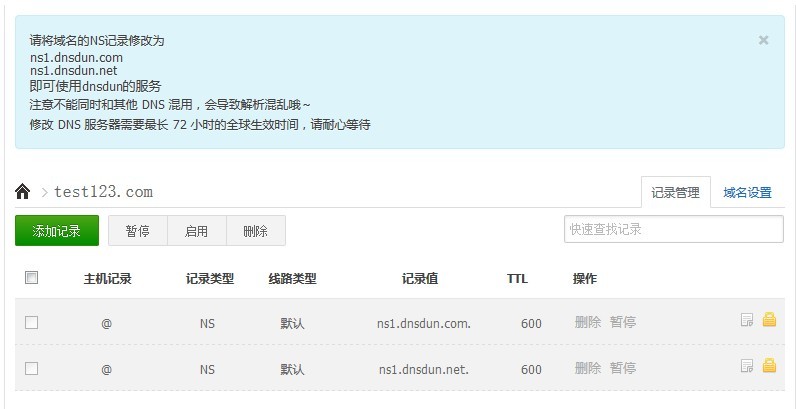 请将域名的NS记录修改为
ns1.dnsdun.com
ns1.dnsdun.net
即可使用dnsdun的服务
注意不能同时和其他 DNS 混用，会导致解析混乱哦~
修改 DNS 服务器需要最长 72 小时的全球生效时间，请耐心等待
×
test123.com
记录管理 域名设置
添加记录 暂停 启用 删除 快速查找记录
主机记录 记录类型 线路类型 记录值 TTL 操作
@ NS 默认 ns1.dnsdun.com. 600 删除 暂停
@ NS 默认 ns1.dnsdun.net. 600 删除 暂停